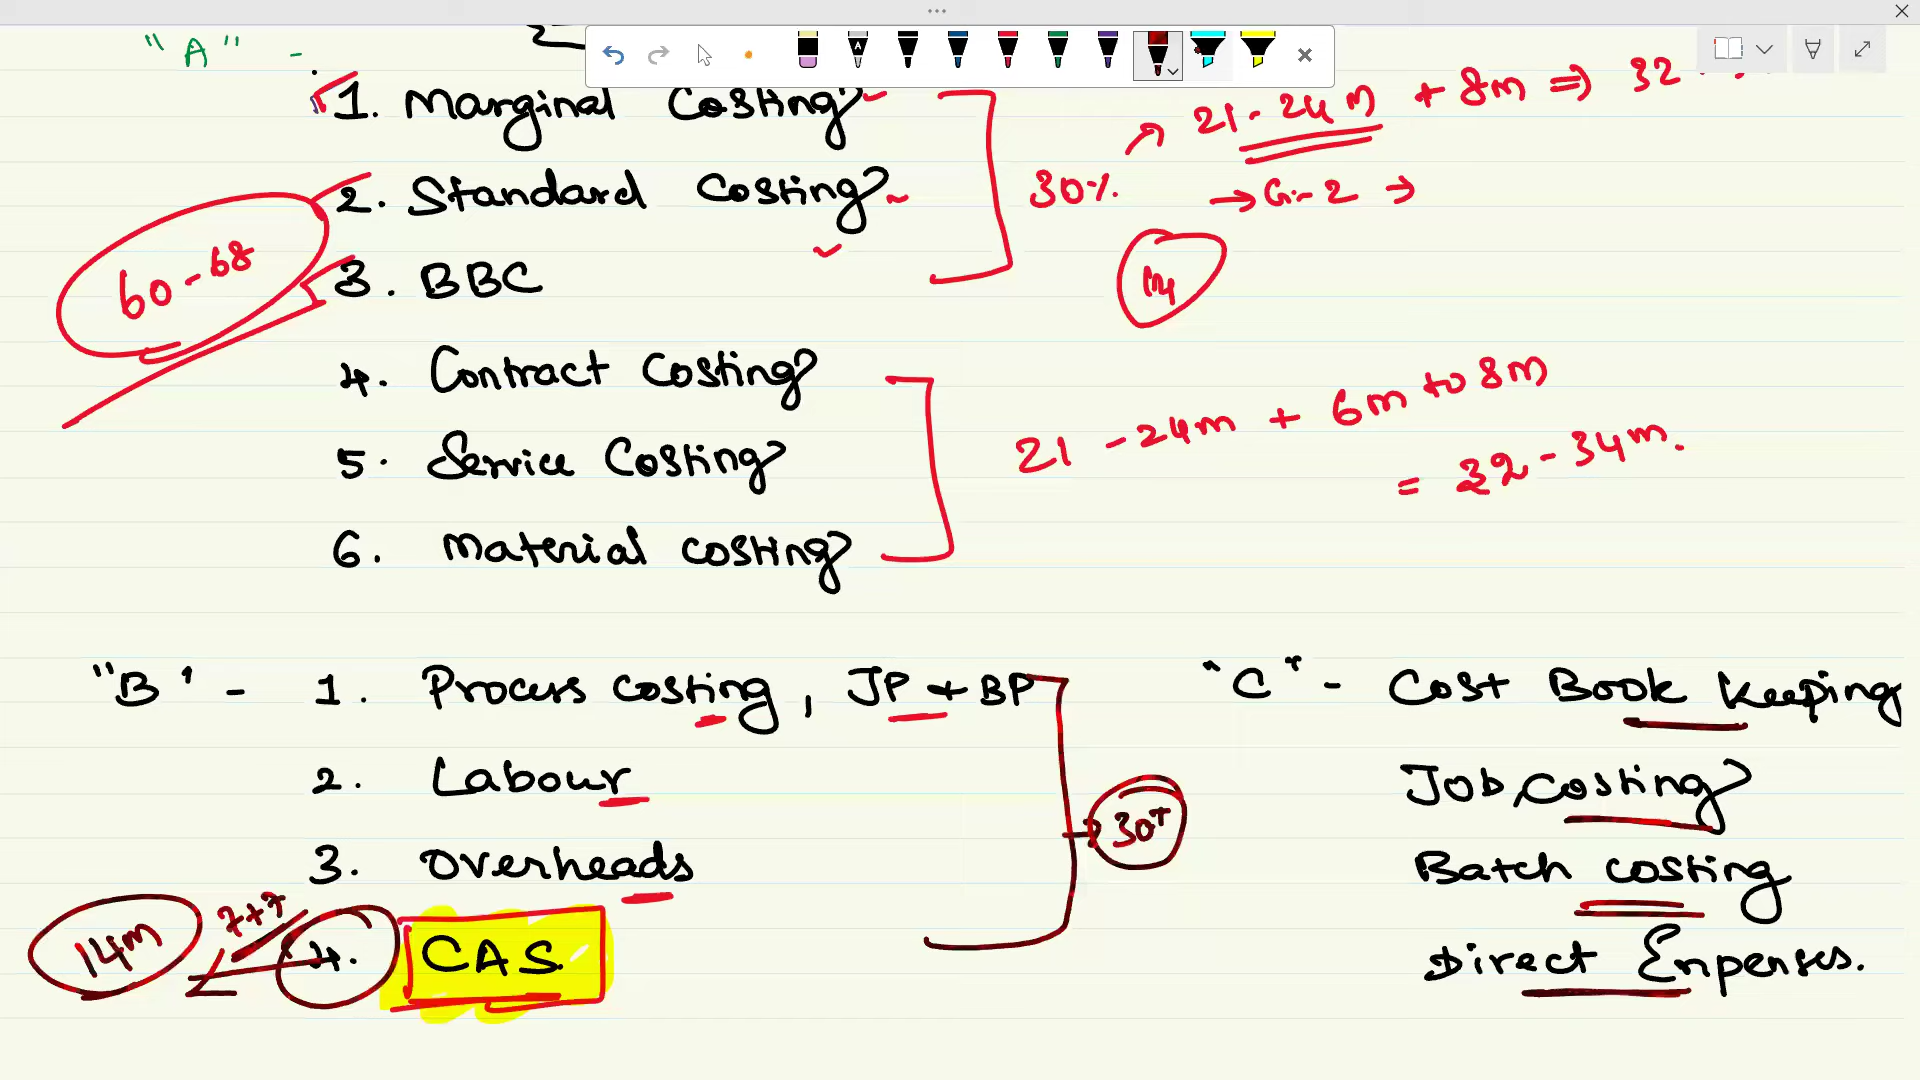 "A" -
1. Marginal Costing
21 - 24m + 8m ⇒ 32
2. Standard Costing
30%
→ G-2 →
60 - 68
3. BBC
4. Contract Costing
21 - 24m + 6m to 8m
= 32 - 34m.
5. Service Costing
6. Material costing
"B" - 1. Process costing, JP & BP
2. Labour
3. Overheads
30+
7+7
14m
4. CAS.
"C" - Cost Book keeping
Job, Costing
Batch costing
Direct Expenses.